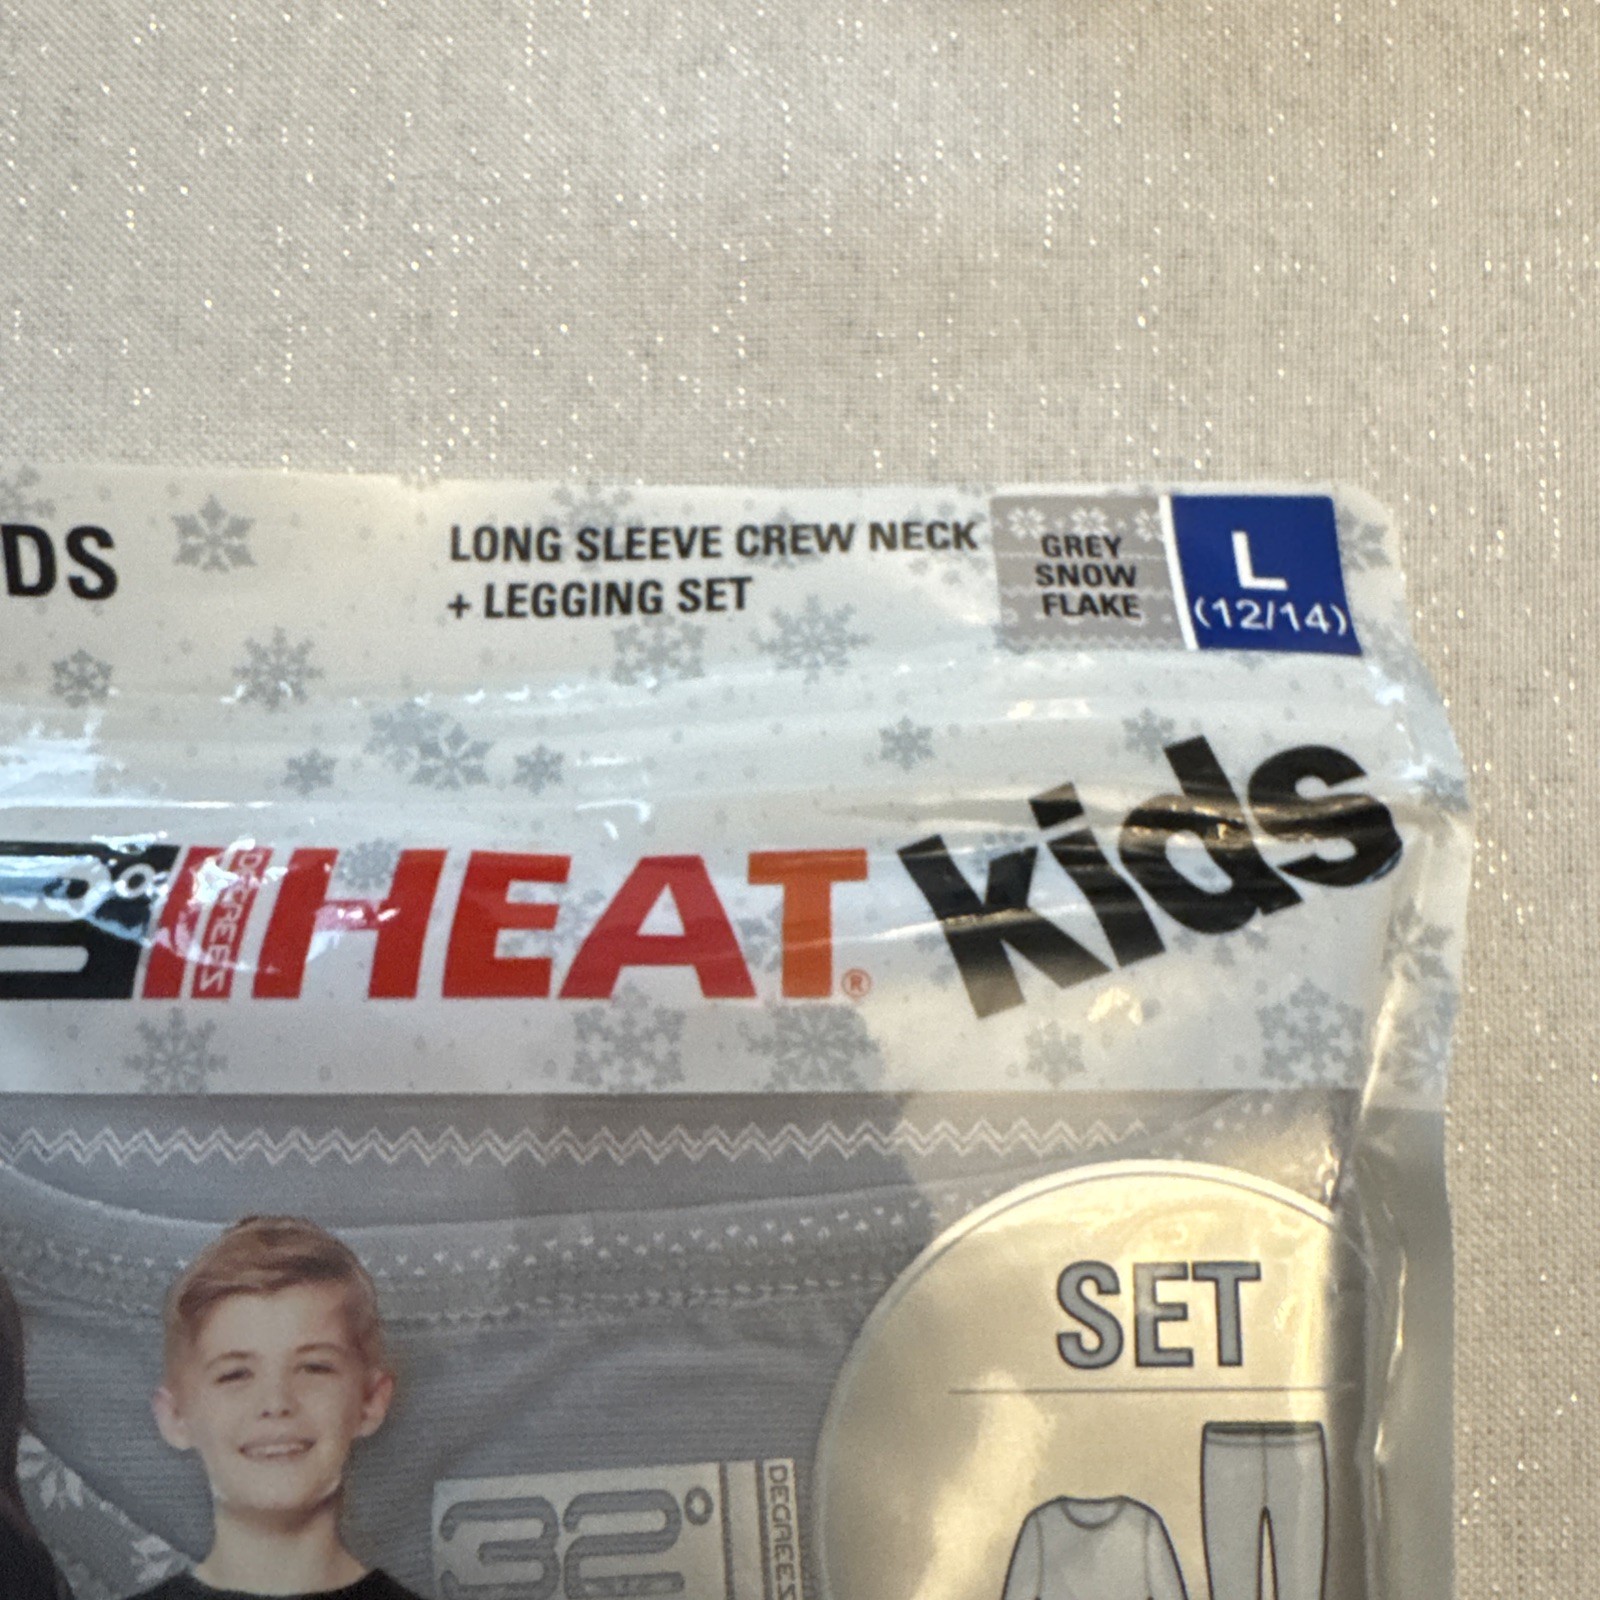 DS
LONG SLEEVE CREW NECK
+ LEGGING SET
GREY
SNOW
FLAKE
L
(12/14)
DEGREES
HEAT® kids
SET
32°
DEGREES